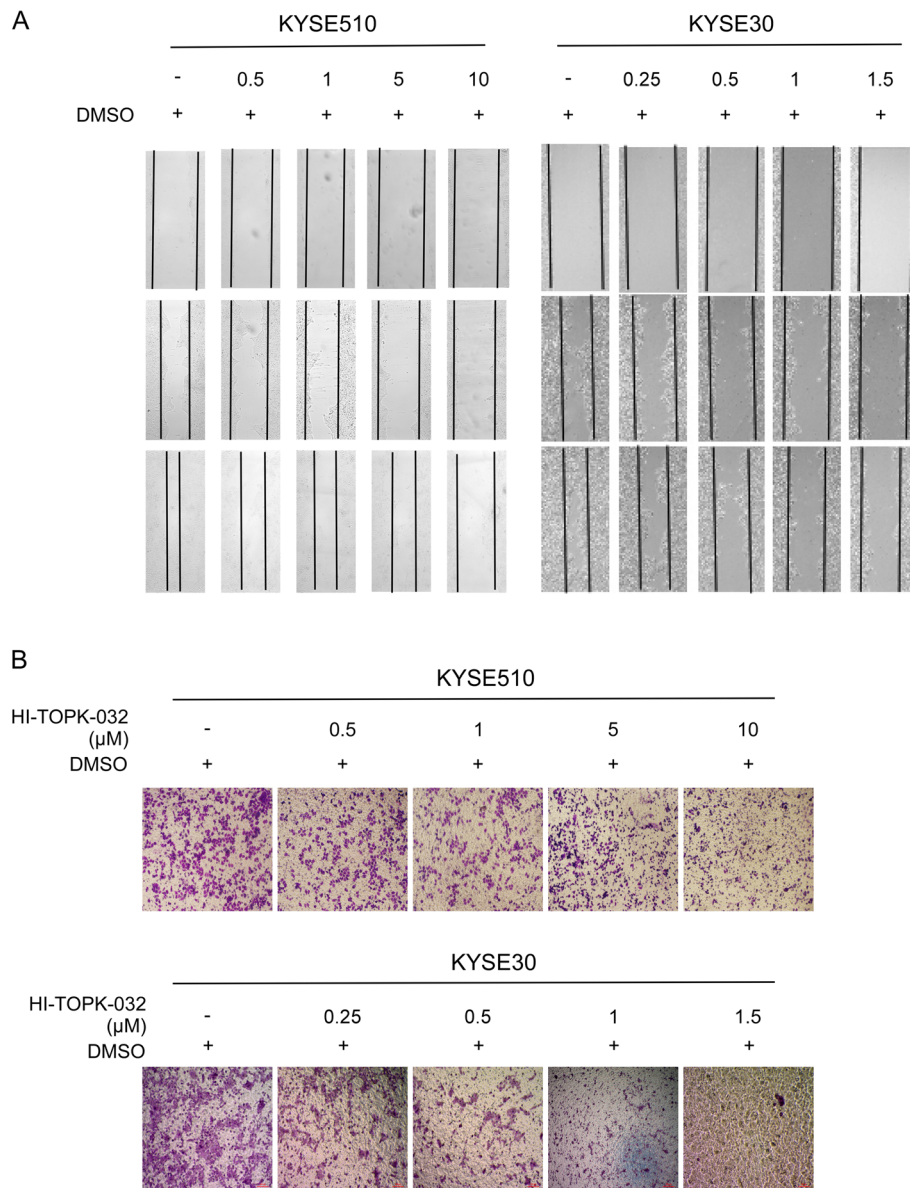 A
KYSE510 KYSE30
- 0.5 1 5 10 - 0.25 0.5 1 1.5
DMSO + + + + + + + + + +
B
KYSE510
HI-TOPK-032 - 0.5 1 5 10
(μM)
DMSO + + + + +
KYSE30
HI-TOPK-032 - 0.25 0.5 1 1.5
(μM)
DMSO + + + + +